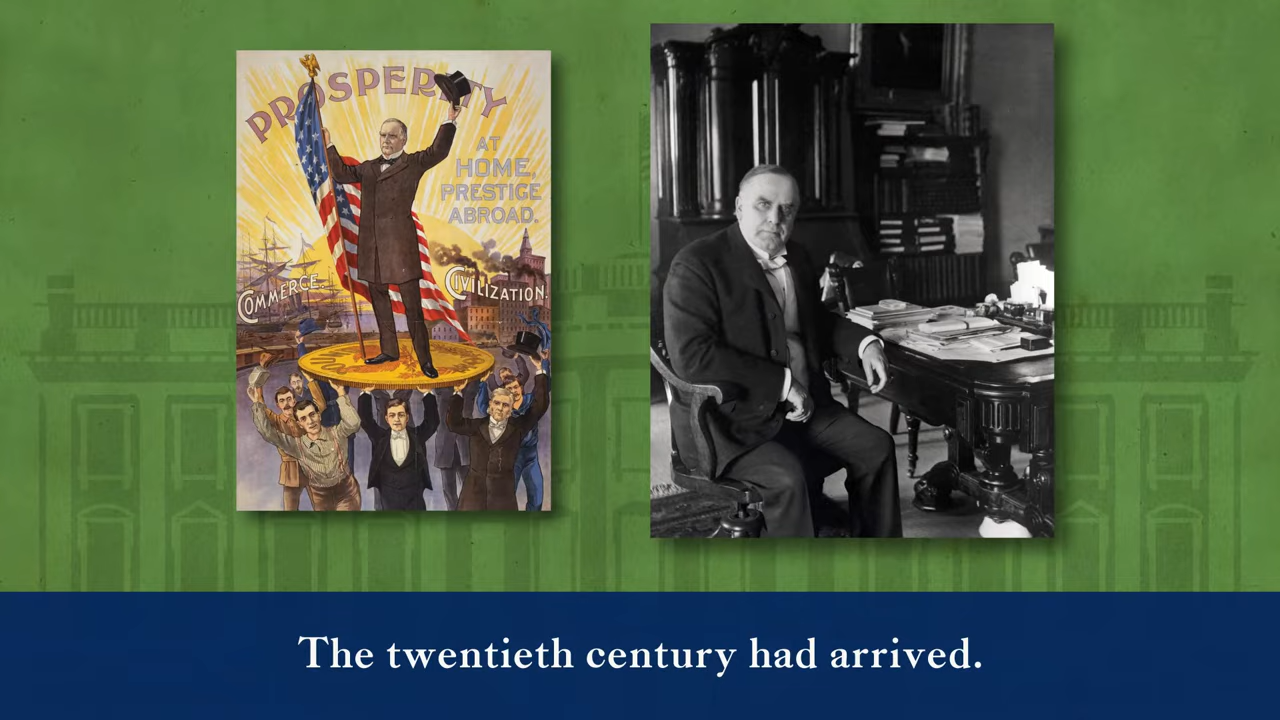 PROSPERITY
AT
HOME,
PRESTIGE
ABROAD.
COMMERCE.
CIVILIZATION.
The twentieth century had arrived.